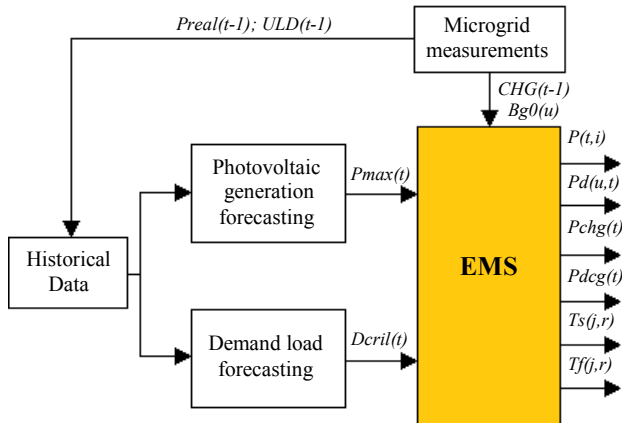 Preal(t-1); ULD(t-1)
Microgrid
measurements
CHG(t-1)
Bg0(u)
P(t,i)
Photovoltaic
generation
forecasting
Pmax(t)
Pd(u,t)
Pchg(t)
Historical
Data
EMS
Pdcg(t)
Demand load
forecasting
Dcril(t)
Ts(j,r)
Tf(j,r)